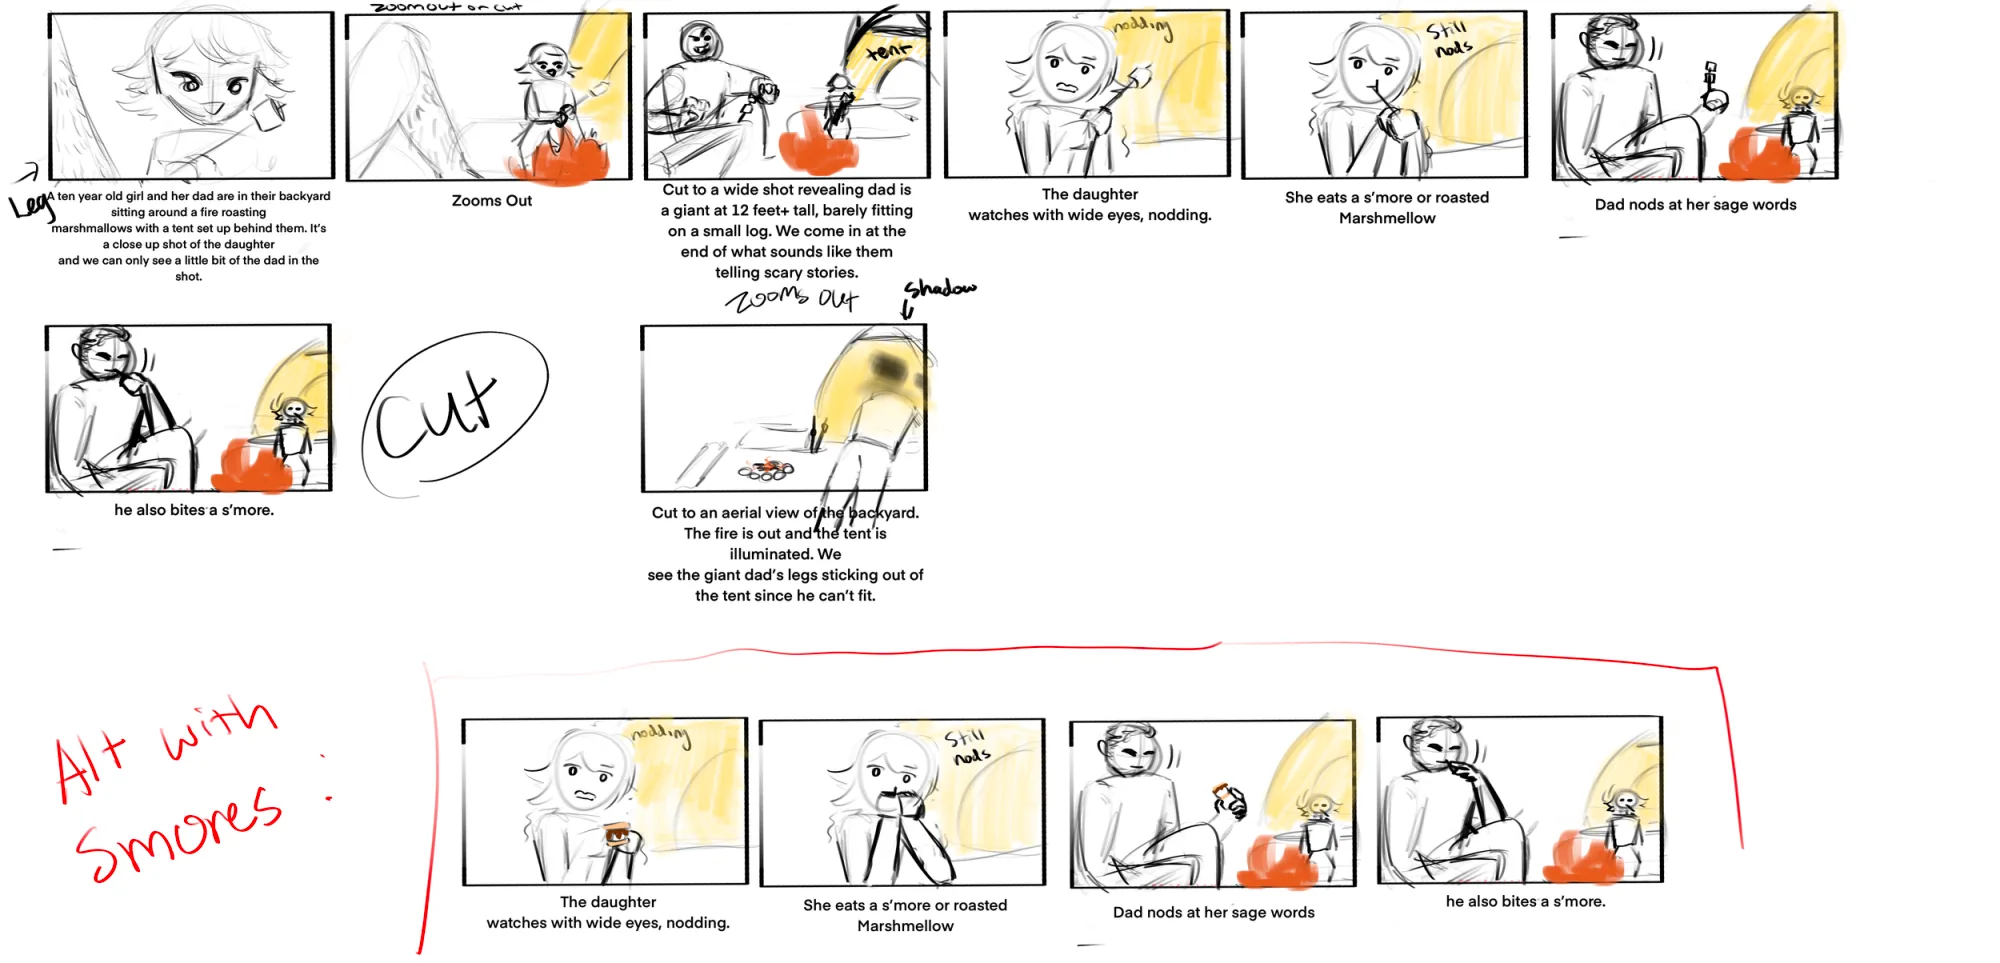 zoom out or cut
tent
nodding
Still
nods
Leg
A ten year old girl and her dad are in their backyard
sitting around a fire roasting
marshmallows with a tent set up behind them. It's
a close up shot of the daughter
and we can only see a little bit of the dad in the
shot.
Zooms Out
Cut to a wide shot revealing dad is
a giant at 12 feet+ tall, barely fitting
on a small log. We come in at the
end of what sounds like them
telling scary stories.
The daughter
watches with wide eyes, nodding.
She eats a s'more or roasted
Marshmellow
Dad nods at her sage words
zooms out
shadow
he also bites a s'more.
cut
Cut to an aerial view of the backyard.
The fire is out and the tent is
illuminated. We
see the giant dad's legs sticking out of
the tent since he can't fit.
Alt with
Smores :
nodding
Still
nods
The daughter
watches with wide eyes, nodding.
She eats a s'more or roasted
Marshmellow
Dad nods at her sage words
he also bites a s'more.